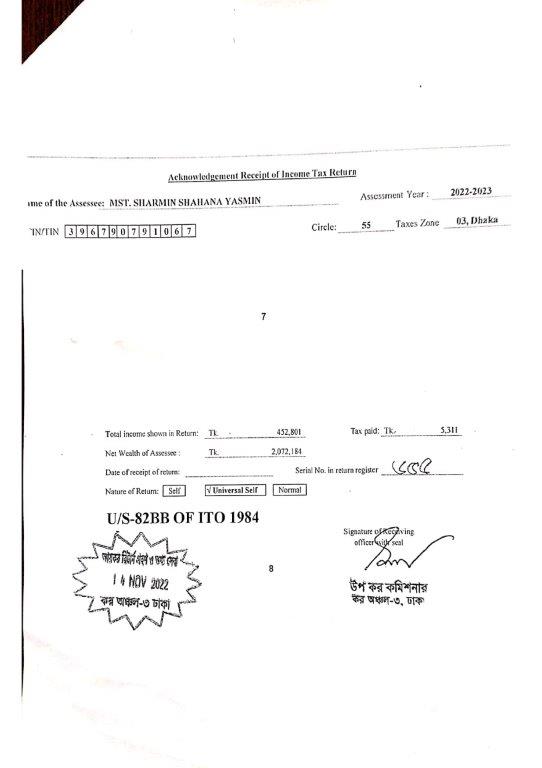 Acknowledgement Receipt of Income Tax Return
Assessment Year : 2022-2023
ame of the Assessee: MST. SHARMIN SHAHANA YASMIN
TIN/TIN 3 9 6 7 9 0 7 9 1 0 6 7
Circle: 55 Taxes Zone 03, Dhaka
7
Total income shown in Return: Tk. 452,801 Tax paid: Tk. 5,311
Net Wealth of Assessee : Tk. 2,072,184
Date of receipt of return: Serial No. in return register
Nature of Return: Self √ Universal Self Normal
U/S-82BB OF ITO 1984
Signature of Receiving
officer with seal
আয়কর রিটার্ন গ্রহণ ও তথ্য সেবা
14 NOV 2022
কর অঞ্চল-৩ ঢাকা
8
উপ কর কমিশনার
কর অঞ্চল-৩, ঢাকা